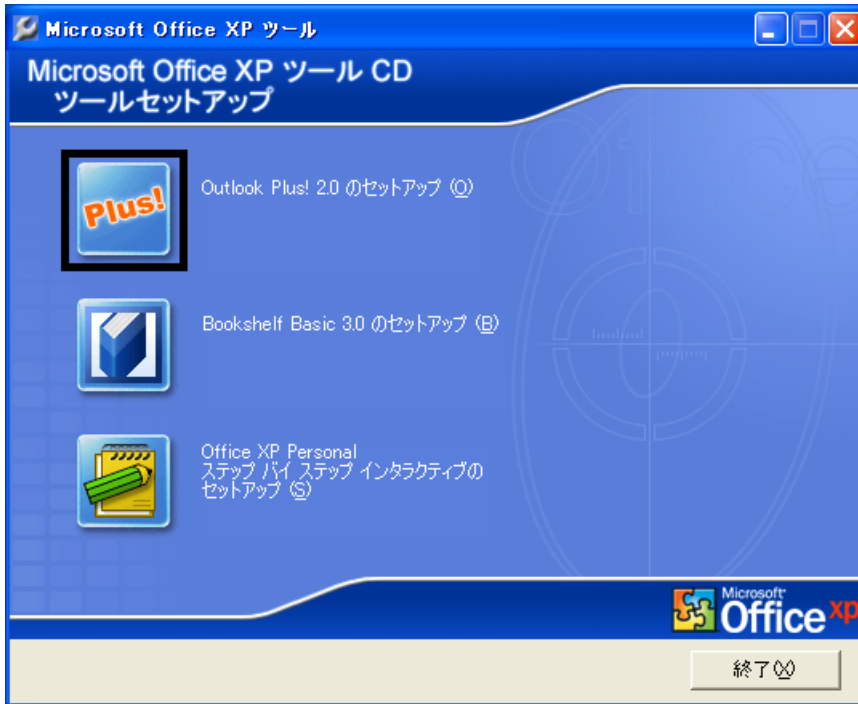 Microsoft Office XP ツール
Microsoft Office XP ツール CD
ツールセットアップ
Office
Plus!
Outlook Plus! 2.0 のセットアップ (O)
Bookshelf Basic 3.0 のセットアップ (B)
Office XP Personal
ステップ バイ ステップ インタラクティブの
セットアップ (S)
Microsoft
Office xp
終了(X)